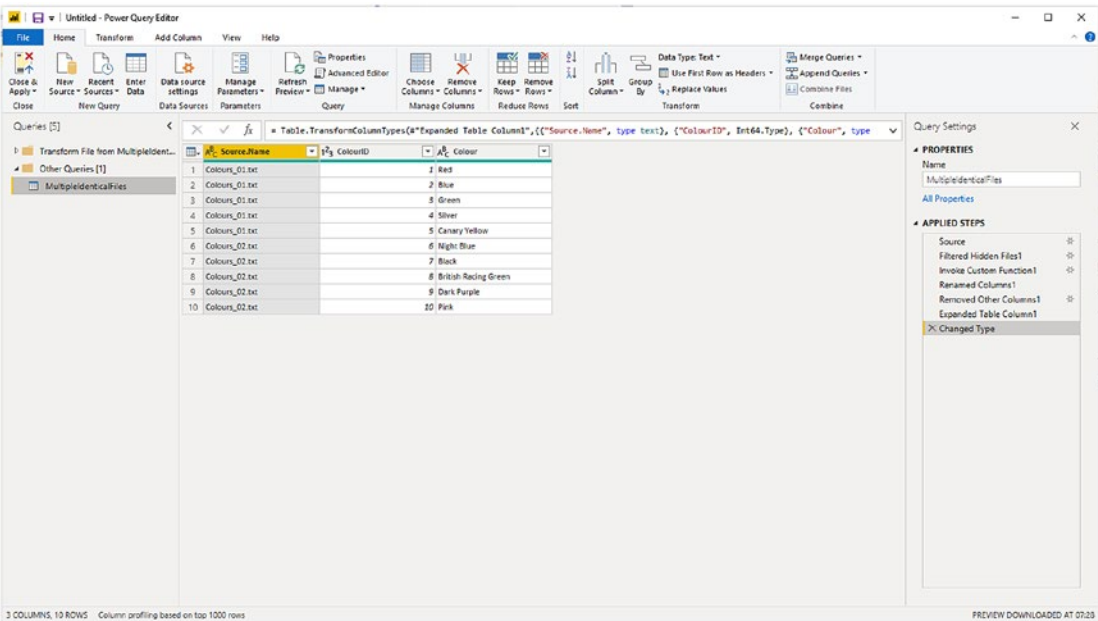 Untitled - Power Query Editor
File Home Transform Add Column View Help
Close & Apply
New Source
Recent Sources
Enter Data
Data source settings
Manage Parameters
Refresh Preview
Properties
Advanced Editor
Manage
Choose Columns
Remove Columns
Keep Rows
Remove Rows
Split Column
Group By
Data Type: Text
Use First Row as Headers
Replace Values
Merge Queries
Append Queries
Combine Files
Close New Query Data Sources Parameters Query Manage Columns Reduce Rows Sort Transform Combine
Queries [5]
Transform File from MultipleIdent...
Other Queries [1]
MultipleIdenticalFiles
= Table.TransformColumnTypes(#"Expanded Table Column1",{{"Source.Name", type text}, {"ColourID", Int64.Type}, {"Colour", type
Source.Name ColourID Colour
1 Colours_01.txt 1 Red
2 Colours_01.txt 2 Blue
3 Colours_01.txt 3 Green
4 Colours_01.txt 4 Silver
5 Colours_01.txt 5 Canary Yellow
6 Colours_02.txt 6 Night Blue
7 Colours_02.txt 7 Black
8 Colours_02.txt 8 British Racing Green
9 Colours_02.txt 9 Dark Purple
10 Colours_02.txt 10 Pink
Query Settings
PROPERTIES
Name
MultipleIdenticalFiles
All Properties
APPLIED STEPS
Source
Filtered Hidden Files1
Invoke Custom Function1
Renamed Columns1
Removed Other Columns1
Expanded Table Column1
Changed Type
3 COLUMNS, 10 ROWS Column profiling based on top 1000 rows
PREVIEW DOWNLOADED AT 07:28